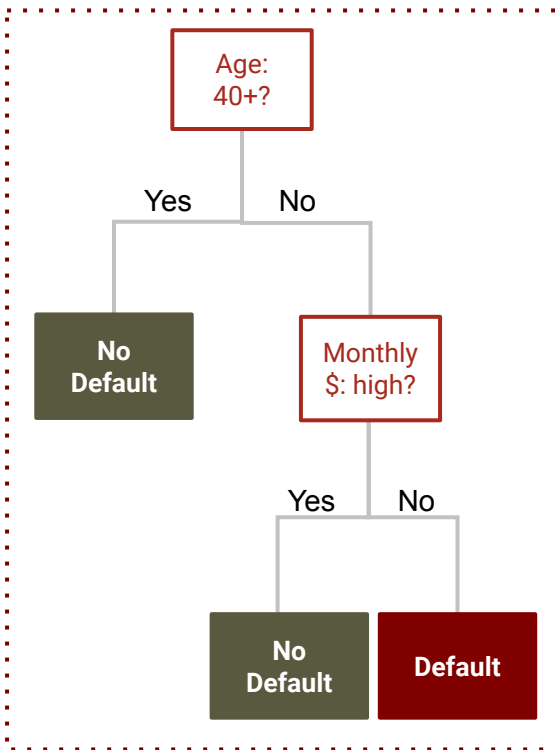 Age:
40+?
Yes
No
No
Default
Monthly
$: high?
Yes
No
No
Default
Default